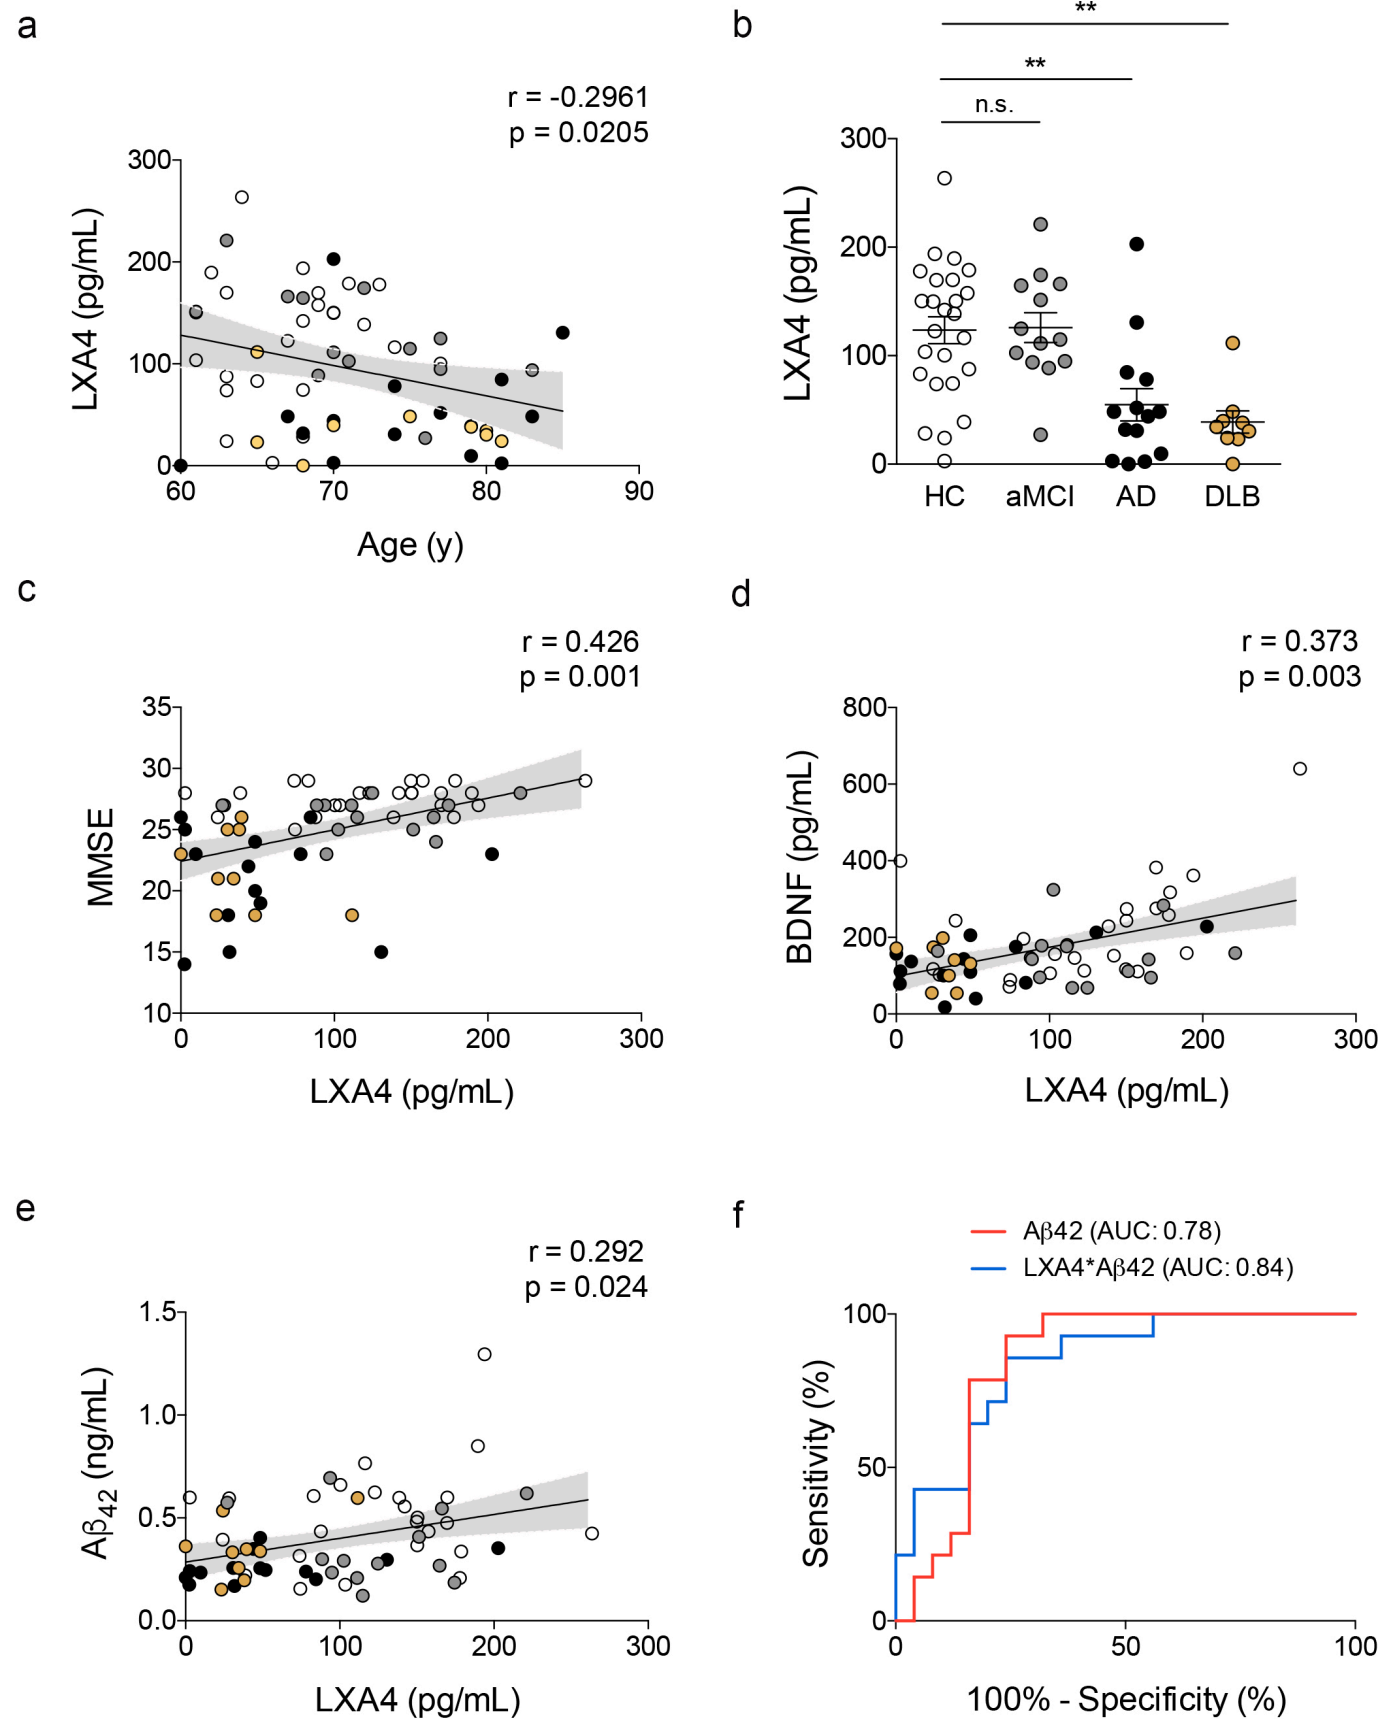 a
r = -0.2961
p = 0.0205
300
200
100
0
60 70 80 90
LXA4 (pg/mL)
Age (y)
b
**
**
n.s.
300
200
100
0
LXA4 (pg/mL)
HC aMCI AD DLB
c
r = 0.426
p = 0.001
35
30
25
20
15
10
0 100 200 300
MMSE
LXA4 (pg/mL)
d
r = 0.373
p = 0.003
800
600
400
200
0
0 100 200 300
BDNF (pg/mL)
LXA4 (pg/mL)
e
r = 0.292
p = 0.024
1.5
1.0
0.5
0.0
0 100 200 300
Aβ42 (ng/mL)
LXA4 (pg/mL)
f
Aβ42 (AUC: 0.78)
LXA4*Aβ42 (AUC: 0.84)
100
50
0
0 50 100
Sensitivity (%)
100% - Specificity (%)